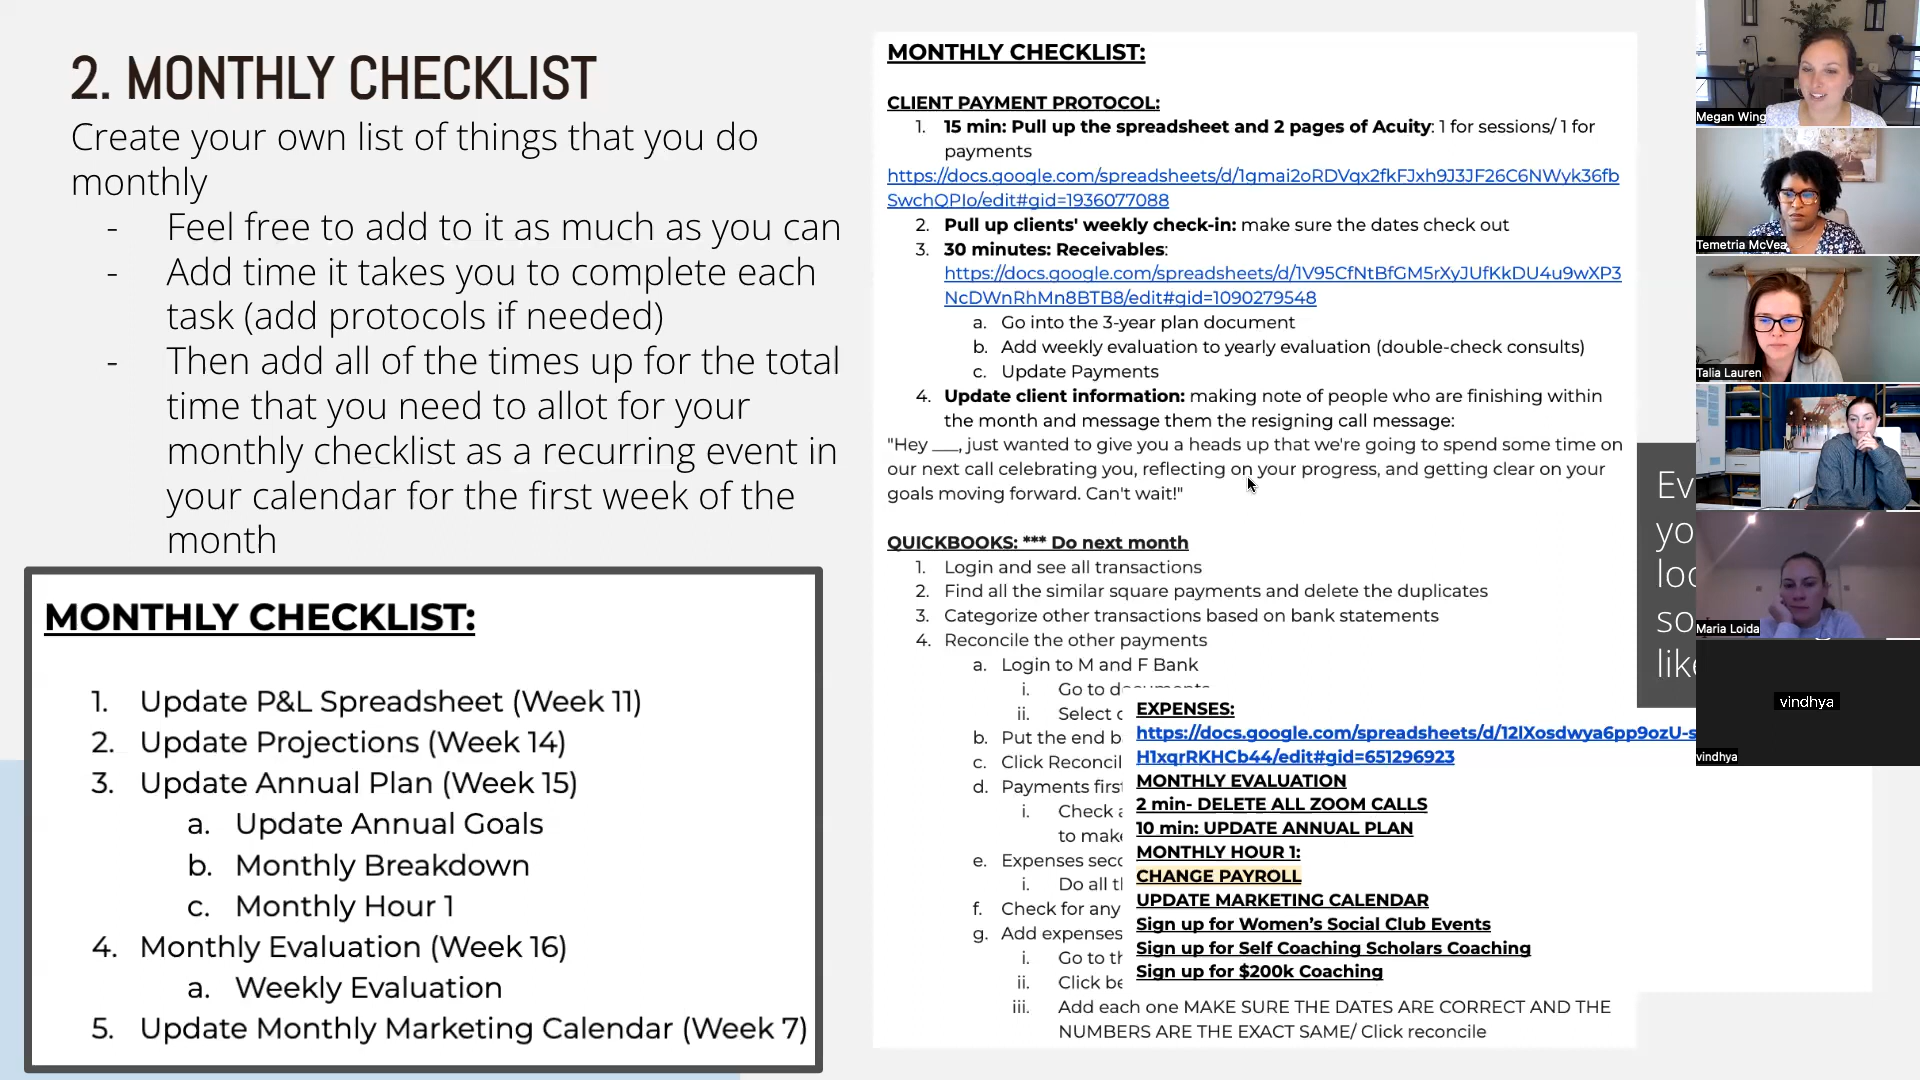 2. MONTHLY CHECKLIST
Create your own list of things that you do
monthly
- Feel free to add to it as much as you can
- Add time it takes you to complete each
task (add protocols if needed)
- Then add all of the times up for the total
time that you need to allot for your
monthly checklist as a recurring event in
your calendar for the first week of the
month
MONTHLY CHECKLIST:
1. Update P&L Spreadsheet (Week 11)
2. Update Projections (Week 14)
3. Update Annual Plan (Week 15)
a. Update Annual Goals
b. Monthly Breakdown
c. Monthly Hour 1
4. Monthly Evaluation (Week 16)
a. Weekly Evaluation
5. Update Monthly Marketing Calendar (Week 7)
MONTHLY CHECKLIST:
CLIENT PAYMENT PROTOCOL:
1. 15 min: Pull up the spreadsheet and 2 pages of Acuity: 1 for sessions/ 1 for
payments
https://docs.google.com/spreadsheets/d/1gmai2oRDVqx2fkFJxh9J3JF26C6NWyk36fb
SwchQPIo/edit#gid=1936077088
2. Pull up clients' weekly check-in: make sure the dates check out
3. 30 minutes: Receivables:
https://docs.google.com/spreadsheets/d/1V95CfNtBfGM5rXyJUfKkDU4u9wXP3
NcDWnRhMn8BTB8/edit#gid=1090279548
a. Go into the 3-year plan document
b. Add weekly evaluation to yearly evaluation (double-check consults)
c. Update Payments
4. Update client information: making note of people who are finishing within
the month and message them the resigning call message:
"Hey ___, just wanted to give you a heads up that we're going to spend some time on
our next call celebrating you, reflecting on your progress, and getting clear on your
goals moving forward. Can't wait!"
QUICKBOOKS: *** Do next month
1. Login and see all transactions
2. Find all the similar square payments and delete the duplicates
3. Categorize other transactions based on bank statements
4. Reconcile the other payments
a. Login to M and F Bank
i. Go to documents
ii. Select
b. Put the end
c. Click
d. Payments
i. Check
to make
e. Expenses
i. Do all
f. Check for any
g. Add expenses
i. Go to
ii. Click
iii. Add each one MAKE SURE THE DATES ARE CORRECT AND THE
NUMBERS ARE THE EXACT SAME/ Click reconcile
EXPENSES:
https://docs.google.com/spreadsheets/d/12lXosdwya6pp9ozU-s
H1xqrRKHCb44/edit#gid=651296923
MONTHLY EVALUATION
2 min- DELETE ALL ZOOM CALLS
10 min: UPDATE ANNUAL PLAN
MONTHLY HOUR 1:
CHANGE PAYROLL
UPDATE MARKETING CALENDAR
Sign up for Women's Social Club Events
Sign up for Self Coaching Scholars Coaching
Sign up for $200k Coaching
Megan Wing
Temetria McVea
Talia Lauren
Maria Loida
vindhya
vindhya